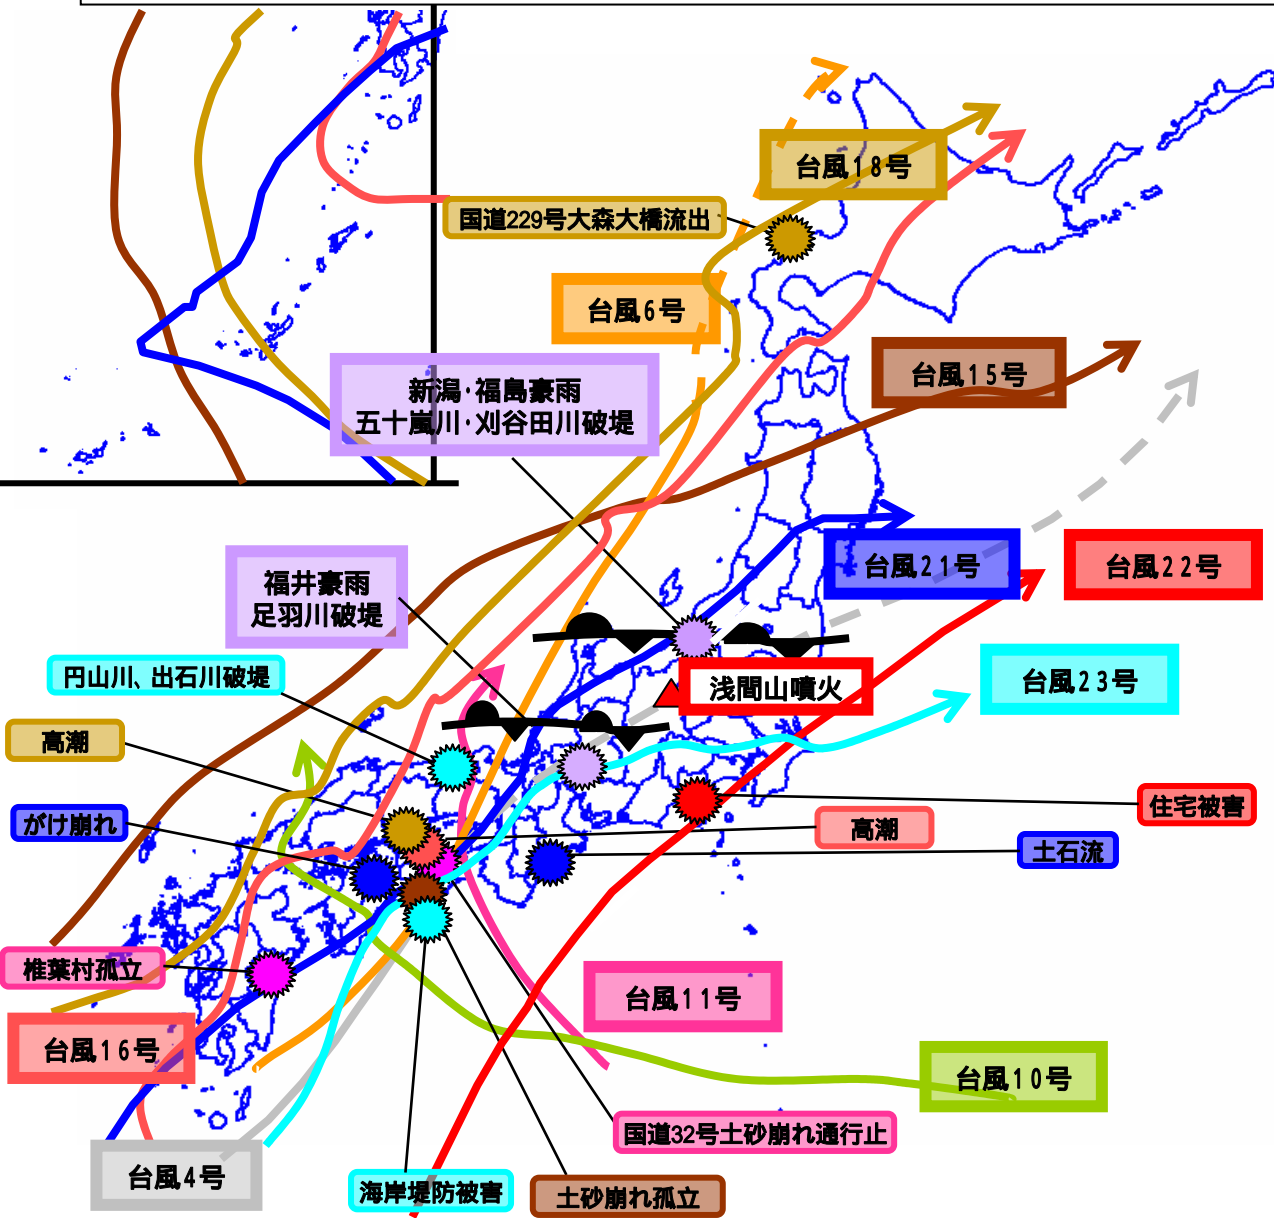 台風18号
国道229号大森大橋流出
台風6号
台風15号
新潟・福島豪雨
五十嵐川・刈谷田川破堤
台風21号
台風22号
福井豪雨
足羽川破堤
円山川、出石川破堤
浅間山噴火
台風23号
高潮
住宅被害
がけ崩れ
高潮
土石流
椎葉村孤立
台風11号
台風16号
台風10号
国道32号土砂崩れ通行止
台風4号
海岸堤防被害
土砂崩れ孤立